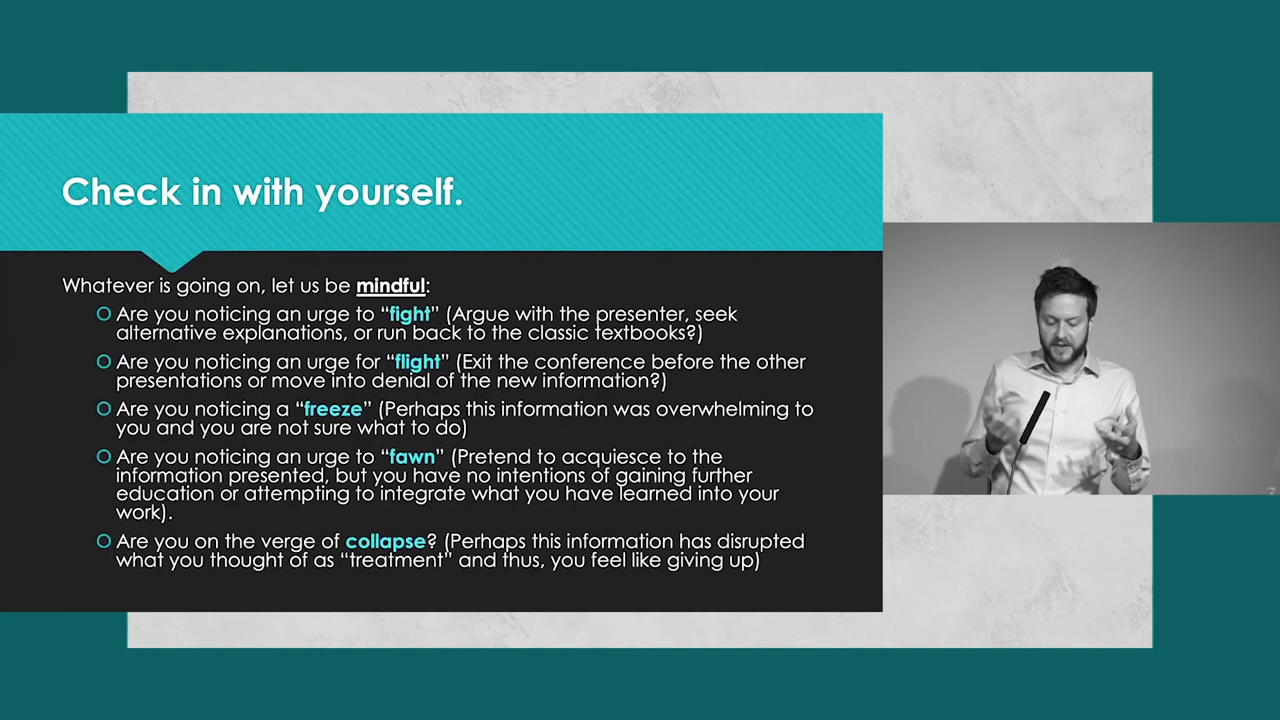 Check in with yourself.
Whatever is going on, let us be mindful:
Are you noticing an urge to “fight” (Argue with the presenter, seek
alternative explanations, or run back to the classic textbooks?)
Are you noticing an urge for “flight” (Exit the conference before the other
presentations or move into denial of the new information?)
Are you noticing a “freeze” (Perhaps this information was overwhelming to
you and you are not sure what to do)
Are you noticing an urge to “fawn” (Pretend to acquiesce to the
information presented, but you have no intentions of gaining further
education or attempting to integrate what you have learned into your
work).
Are you on the verge of collapse? (Perhaps this information has disrupted
what you thought of as “treatment” and thus, you feel like giving up)